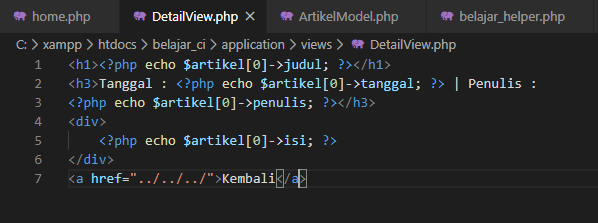 home.php DetailView.php ArtikelModel.php belajar_helper.php
C: > xampp > htdocs > belajar_ci > application > views > DetailView.php
1 <h1><?php echo $artikel[0]->judul; ?></h1>
2 <h3>Tanggal : <?php echo $artikel[0]->tanggal; ?> | Penulis :
3 <?php echo $artikel[0]->penulis; ?></h3>
4 <div>
5     <?php echo $artikel[0]->isi; ?>
6 </div>
7 <a href="../../../">Kembali</a>